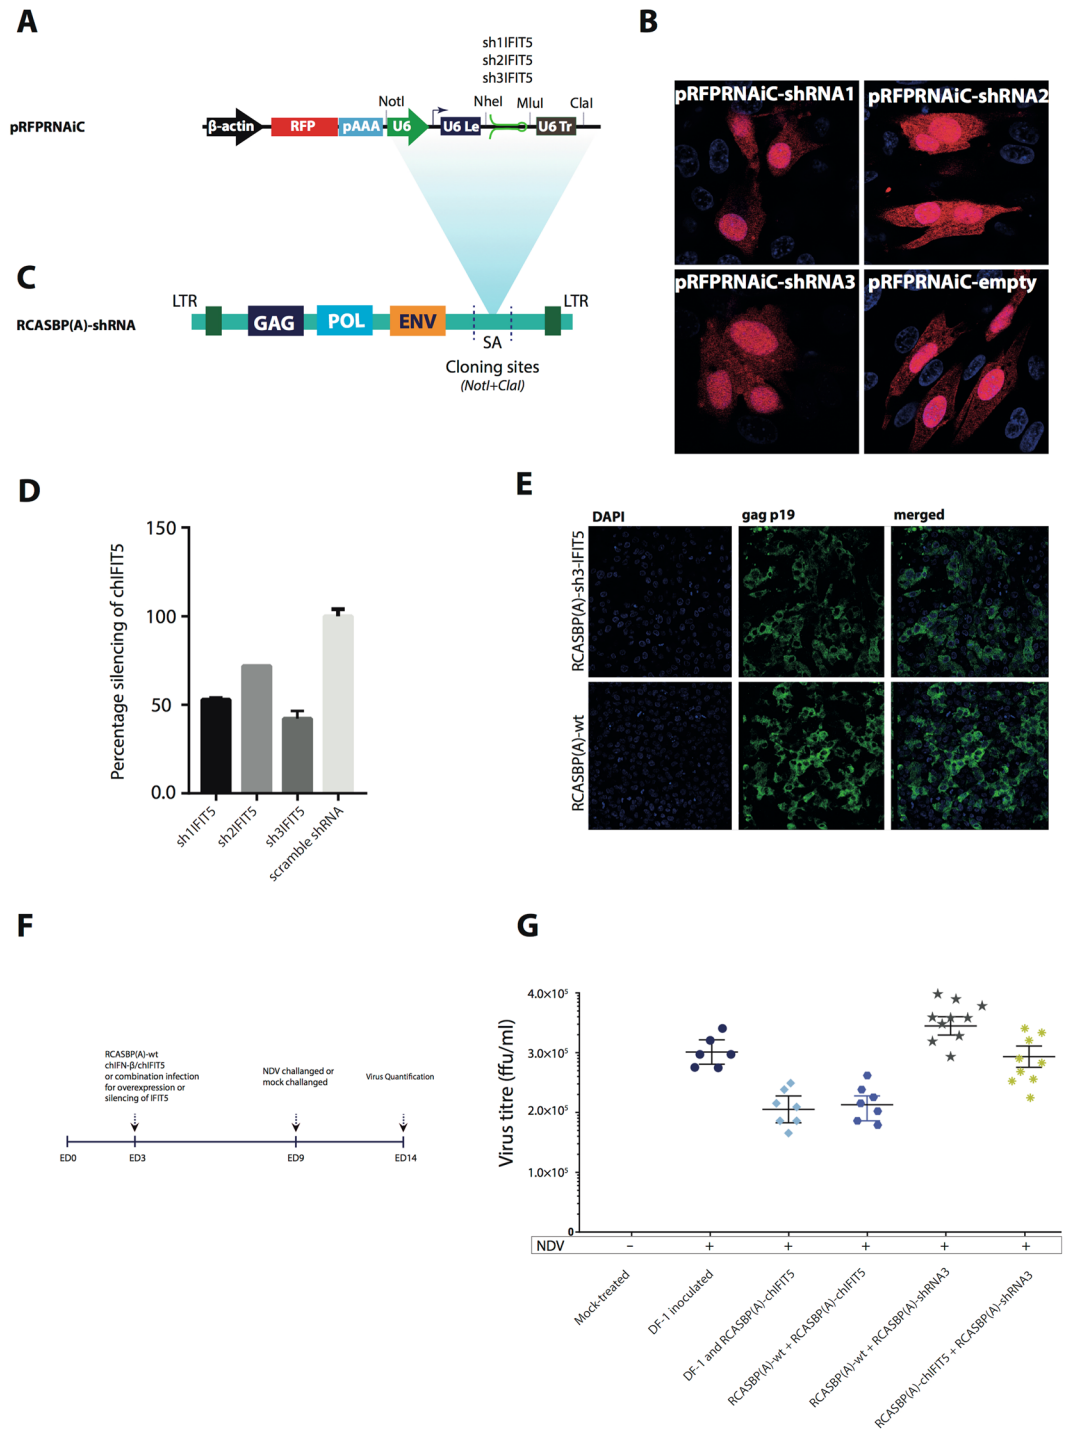 A
sh1IFIT5
sh2IFIT5
sh3IFIT5
NotI
NheI
MluI
ClaI
pRFPRNAiC
β-actin
RFP
pAAA
U6
U6 Le
U6 Tr
B
pRFPRNAiC-shRNA1
pRFPRNAiC-shRNA2
pRFPRNAiC-shRNA3
pRFPRNAiC-empty
C
RCASBP(A)-shRNA
LTR
GAG
POL
ENV
SA
LTR
Cloning sites
(NotI+ClaI)
D
Percentage silencing of chIFIT5
150
100
50
0.0
sh1IFIT5
sh2IFIT5
sh3IFIT5
scramble shRNA
E
DAPI
gag p19
merged
RCASBP(A)-sh3-IFIT5
RCASBP(A)-wt
F
RCASBP(A)-wt
chIFN-β/chIFIT5
or combination infection
for overexpression or
silencing of IFIT5
NDV challanged or
mock challanged
Virus Quantification
ED0
ED3
ED9
ED14
G
Virus titre (ffu/ml)
4.0×10⁵
3.0×10⁵
2.0×10⁵
1.0×10⁵
0
NDV – + + + + +
Mock-treated
DF-1 inoculated
DF-1 and RCASBP(A)-chIFIT5
RCASBP(A)-wt + RCASBP(A)-chIFIT5
RCASBP(A)-wt + RCASBP(A)-shRNA3
RCASBP(A)-chIFIT5 + RCASBP(A)-shRNA3